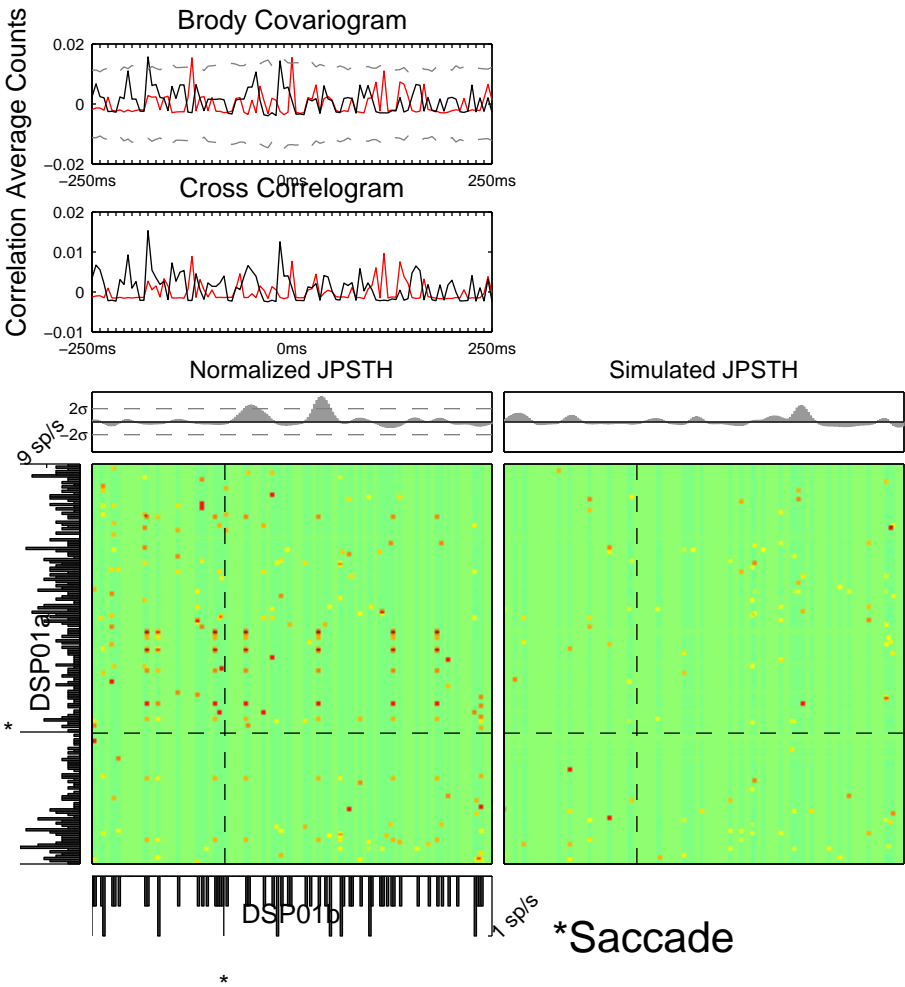 Brody Covariogram
Correlation Average Counts
0.02
0
−0.02
−250ms
0ms
250ms
Cross Correlogram
0.02
0.01
0
−0.01
−250ms
0ms
250ms
Normalized JPSTH
Simulated JPSTH
2σ
−2σ
9 sp/s
DSP01a
*
DSP01b
1 sp/s
*Saccade
*